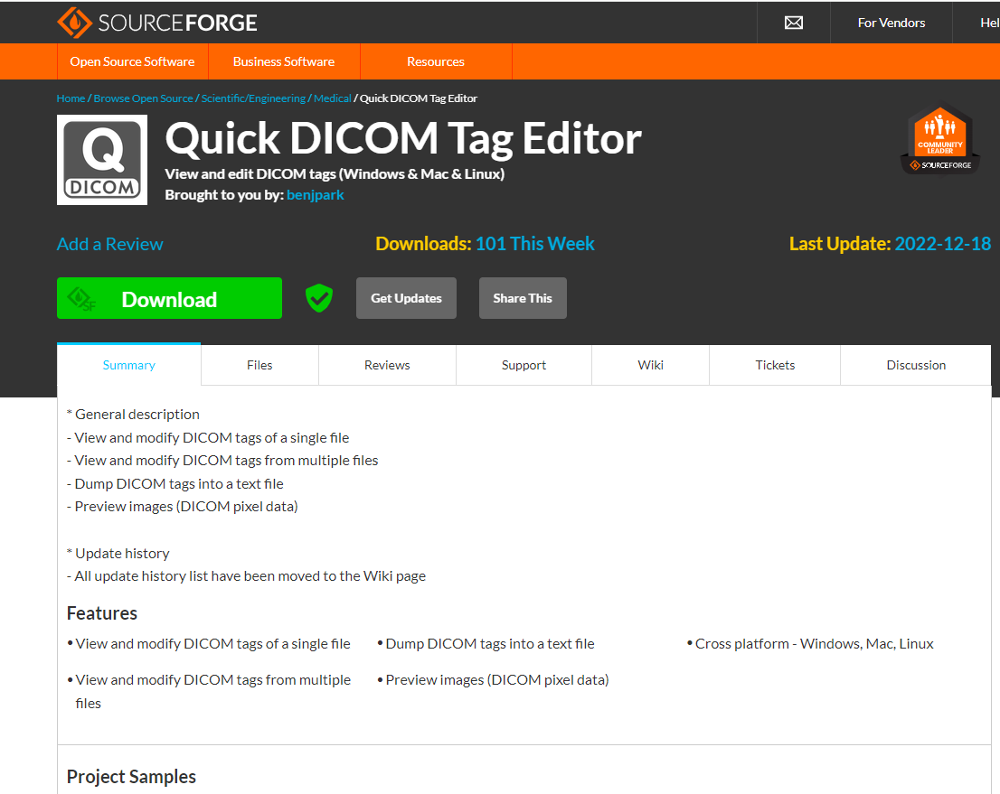 SOURCEFORGE
For Vendors
Hel
Open Source Software
Business Software
Resources
Home / Browse Open Source / Scientific/Engineering / Medical / Quick DICOM Tag Editor
Q
DICOM
Quick DICOM Tag Editor
View and edit DICOM tags (Windows & Mac & Linux)
Brought to you by: benjpark
COMMUNITY
LEADER
SOURCEFORGE
Add a Review
Downloads: 101 This Week
Last Update: 2022-12-18
SF
Download
Get Updates
Share This
Summary
Files
Reviews
Support
Wiki
Tickets
Discussion
* General description
- View and modify DICOM tags of a single file
- View and modify DICOM tags from multiple files
- Dump DICOM tags into a text file
- Preview images (DICOM pixel data)
* Update history
- All update history list have been moved to the Wiki page
Features
• View and modify DICOM tags of a single file
• Dump DICOM tags into a text file
• Cross platform - Windows, Mac, Linux
• View and modify DICOM tags from multiple
files
• Preview images (DICOM pixel data)
Project Samples